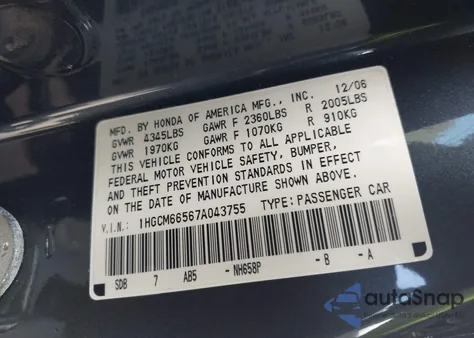 MFD. BY HONDA OF AMERICA MFG., INC. 12/06
GVWR 4345LBS GAWR F 2360LBS R 2005LBS
GVWR 1970KG GAWR F 1070KG R 910KG
THIS VEHICLE CONFORMS TO ALL APPLICABLE
FEDERAL MOTOR VEHICLE SAFETY, BUMPER,
AND THEFT PREVENTION STANDARDS IN EFFECT
ON THE DATE OF MANUFACTURE SHOWN ABOVE.
1HGCM66567A043755 TYPE:PASSENGER CAR
SDB 7 AB5 -NH658P -B -A
autoSnap